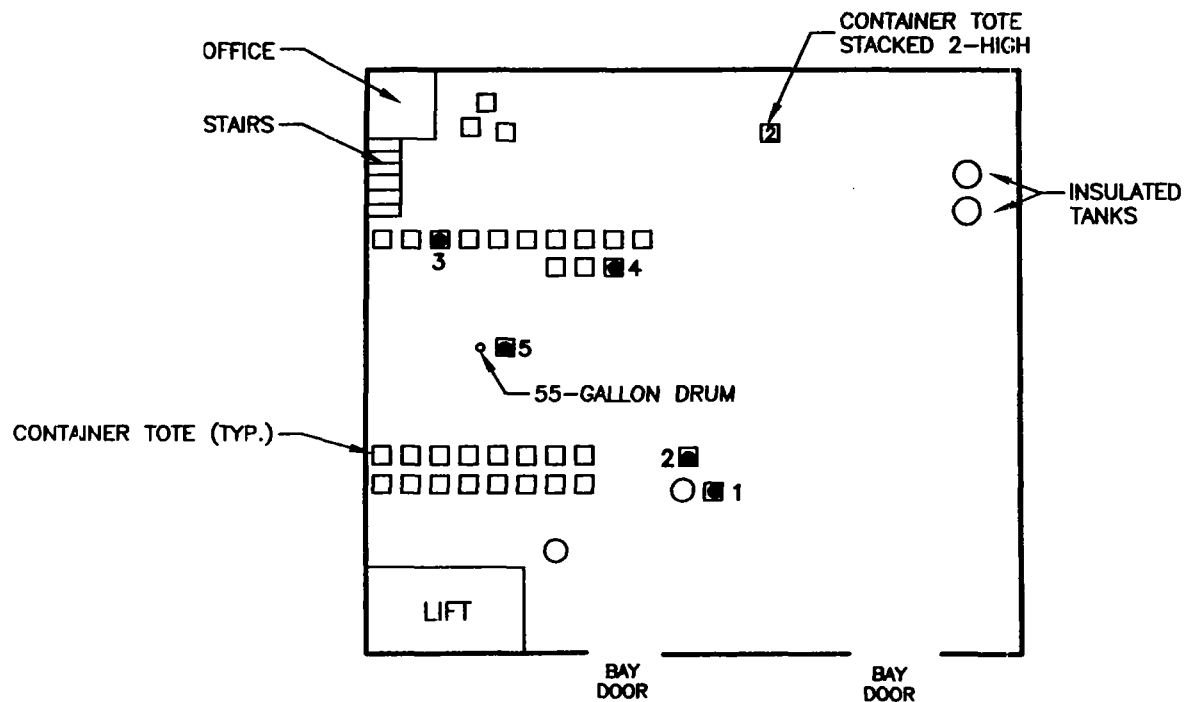 CONTAINER TOTE
STACKED 2-HIGH
OFFICE
STAIRS
2
INSULATED
TANKS
3
4
5
55-GALLON DRUM
CONTAINER TOTE (TYP.)
2
1
LIFT
BAY
DOOR
BAY
DOOR